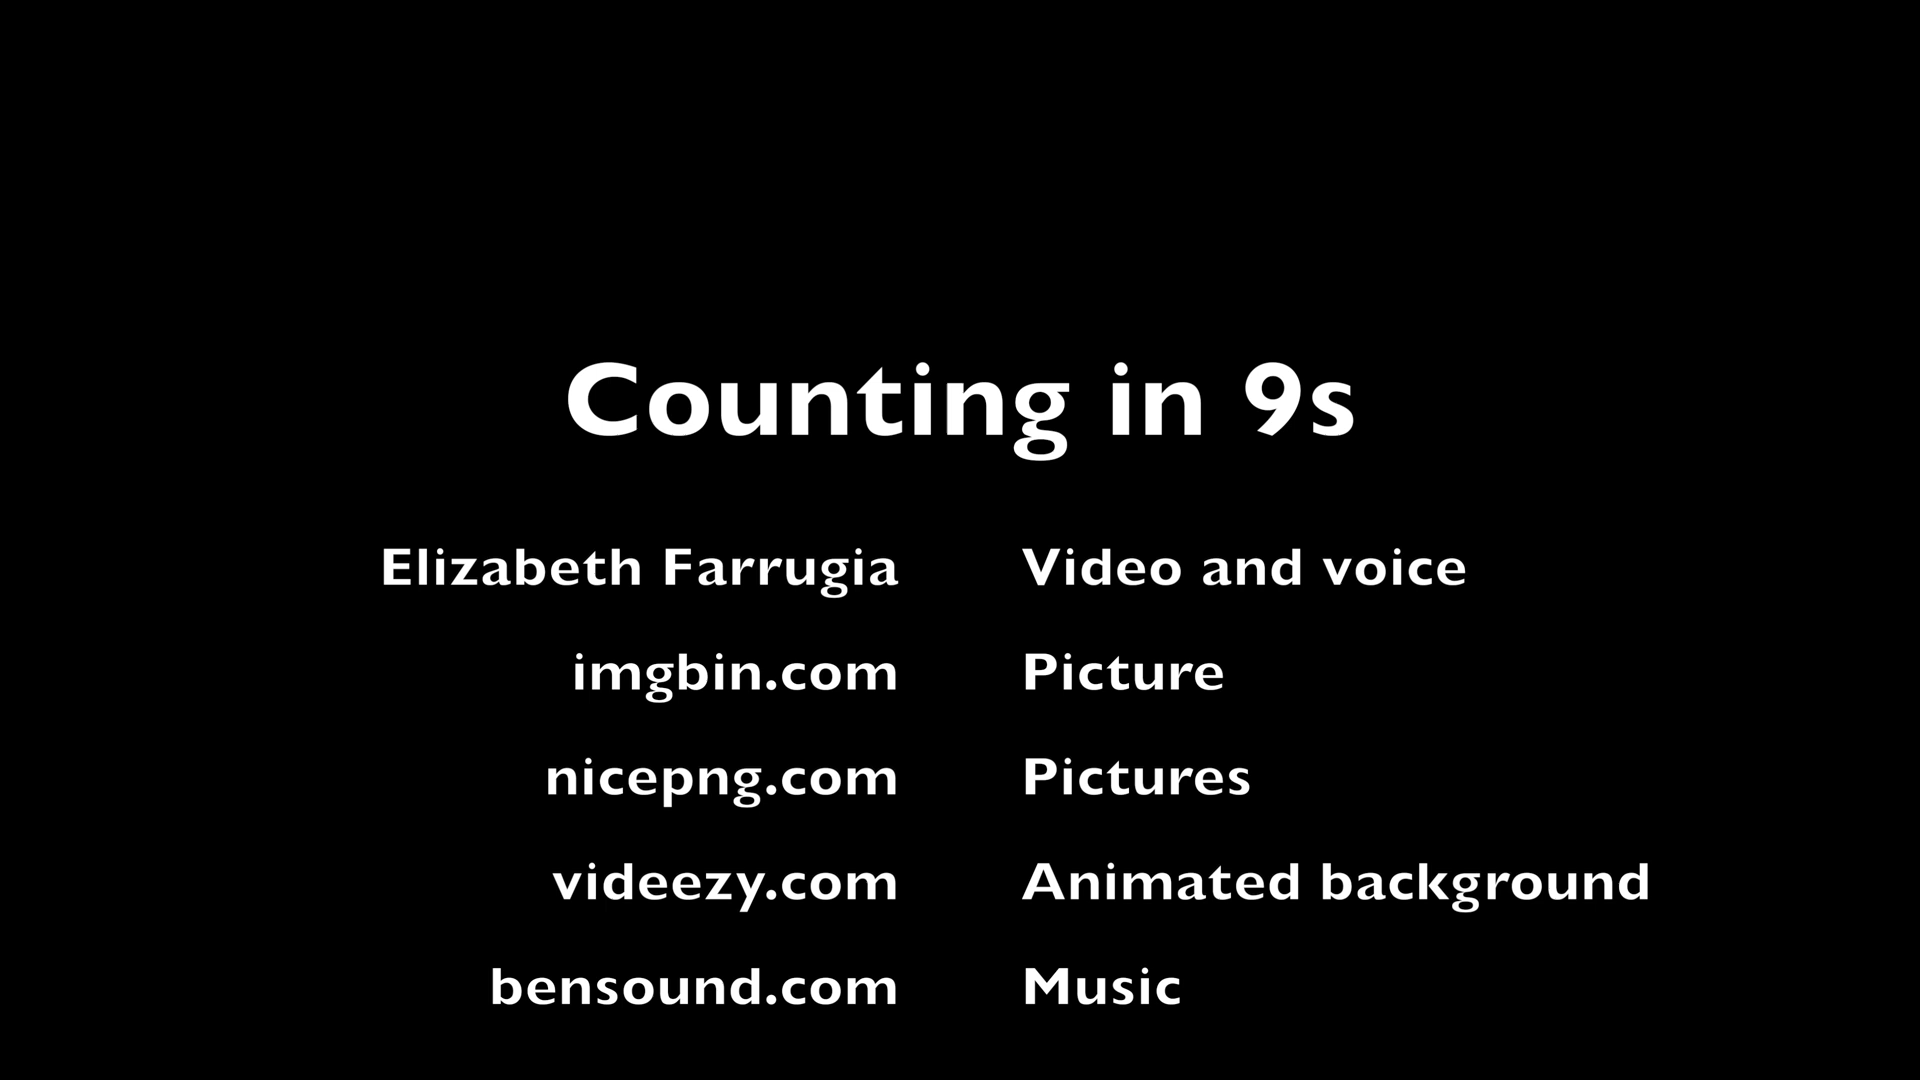 Counting in 9s
Elizabeth Farrugia Video and voice
imgbin.com Picture
nicepng.com Pictures
videezy.com Animated background
bensound.com Music